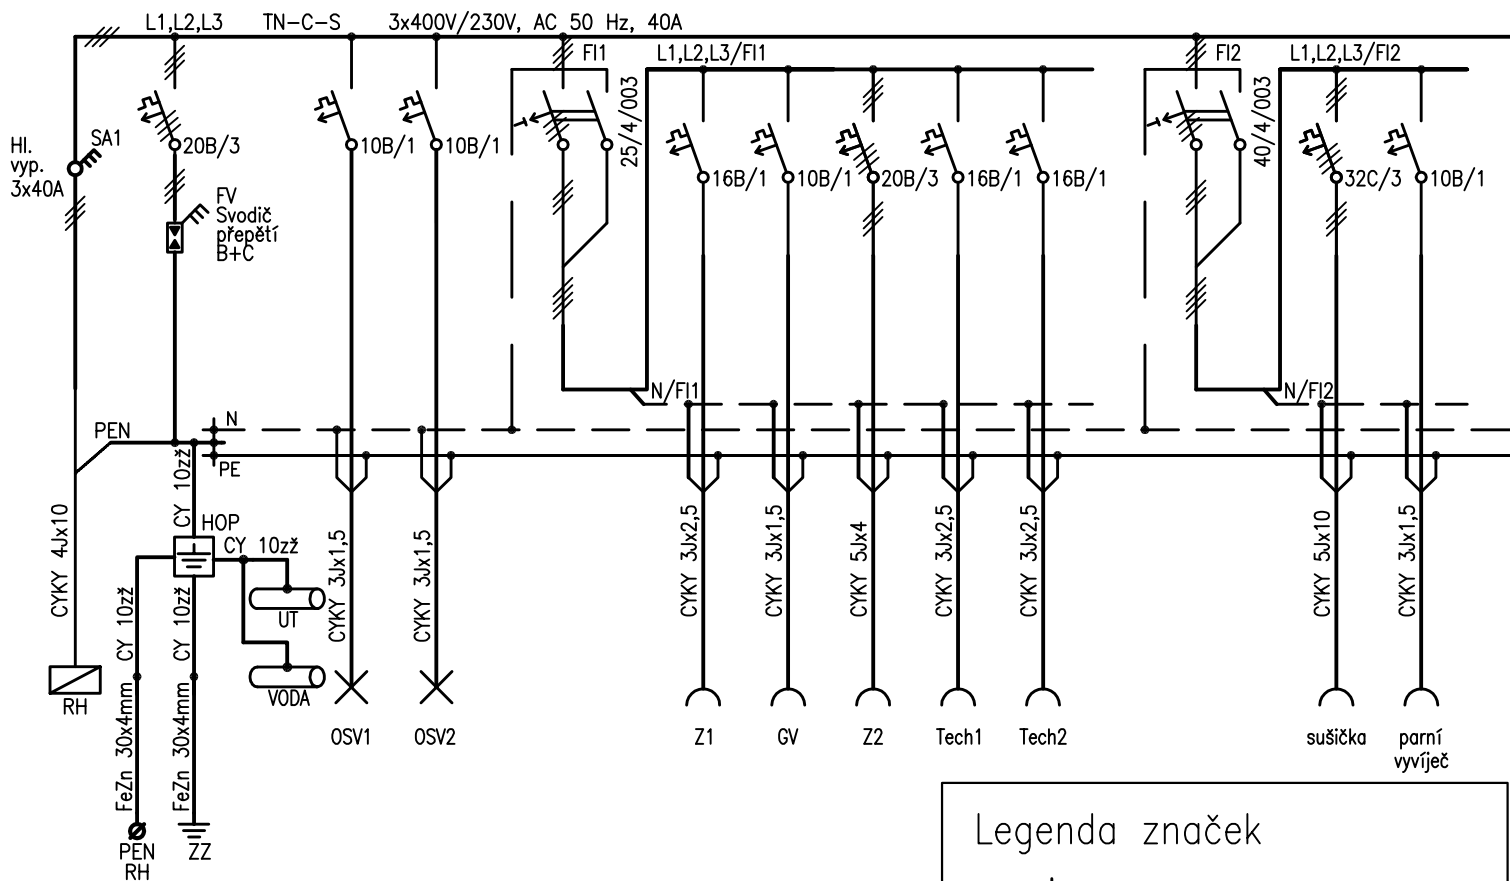 L1,L2,L3
TN-C-S
3x400V/230V, AC 50 Hz, 40A
FI1
L1,L2,L3/FI1
FI2
L1,L2,L3/FI2
Hl.
vyp.
3x40A
SA1
20B/3
10B/1
10B/1
25/4/003
16B/1
10B/1
20B/3
16B/1
16B/1
40/4/003
32C/3
10B/1
FV
Svodič
přepětí
B+C
N/FI1
N/FI2
PEN
N
PE
CY 10zž
HOP
CY 10zž
CYKY 4Jx10
CY 10zž
CY 10zž
UT
VODA
CYKY 3Jx1,5
CYKY 3Jx1,5
CYKY 3Jx2,5
CYKY 3Jx1,5
CYKY 5Jx4
CYKY 3Jx2,5
CYKY 3Jx2,5
CYKY 5Jx10
CYKY 3Jx1,5
RH
FeZn 30x4mm
FeZn 30x4mm
OSV1
OSV2
Z1
GV
Z2
Tech1
Tech2
sušička
parní
vyvíječ
PEN
RH
ZZ
Legenda značek